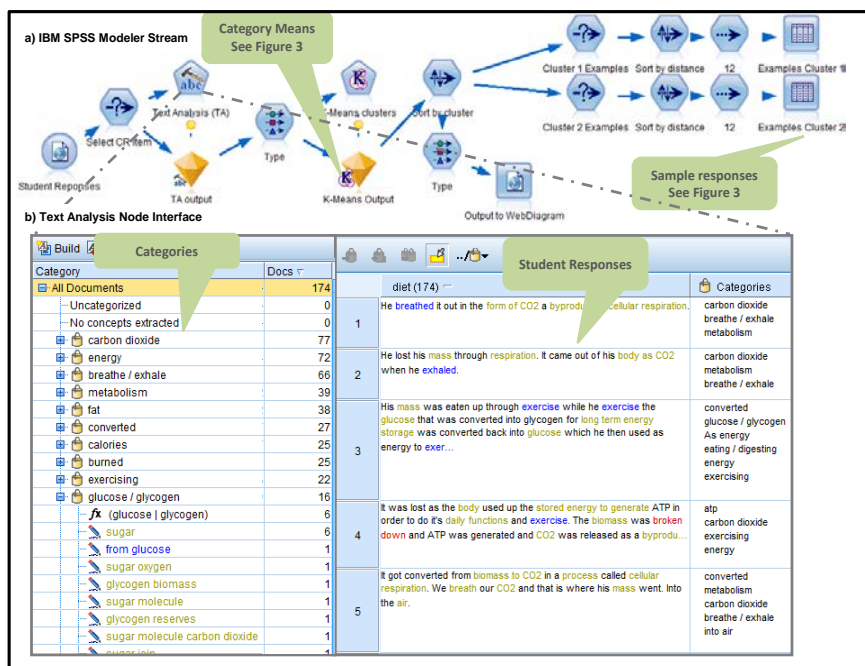 a) IBM SPSS Modeler Stream
Category Means
See Figure 3
Cluster 1 Examples Sort by distance 12 Examples Cluster 1
Text Analysis (TA) K-Means clusters Sort by cluster
Select CR item Type
Cluster 2 Examples Sort by distance 12 Examples Cluster 2
Student Reponses TA output K-Means Output Type Output to WebDiagram
Sample responses
See Figure 3
b) Text Analysis Node Interface
Build
Categories
Category Docs
All Documents 174
Uncategorized 0
No concepts extracted 0
carbon dioxide 77
energy 72
breathe / exhale 66
metabolism 39
fat 38
converted 27
calories 25
burned 25
exercising 22
glucose / glycogen 16
fx (glucose | glycogen) 6
sugar 6
from glucose 1
sugar oxygen 1
glycogen biomass 1
sugar molecule 1
glycogen reserves 1
sugar molecule carbon dioxide 1
Student Responses
diet (174) Categories
1
He breathed it out in the form of CO2 a cellular respiration.
carbon dioxide
breathe / exhale
metabolism
2
He lost his mass through respiration. It came out of his body as CO2
when he exhaled.
carbon dioxide
metabolism
breathe / exhale
3
His mass was eaten up through exercise while he exercise the
glucose that was converted into glycogen for long term energy
storage was converted back into glucose which he then used as
energy to exer...
converted
glucose / glycogen
As energy
eating / digesting
energy
exercising
4
It was lost as the body used up the stored energy to generate ATP in
order to do it's daily functions and exercise. The biomass was broken
down and ATP was generated and CO2 was released as a byprodu...
atp
carbon dioxide
exercising
energy
5
It got converted from biomass to CO2 in a process called cellular
respiration. We breath our CO2 and that is where his mass went. Into
the air.
converted
metabolism
carbon dioxide
breathe / exhale
into air